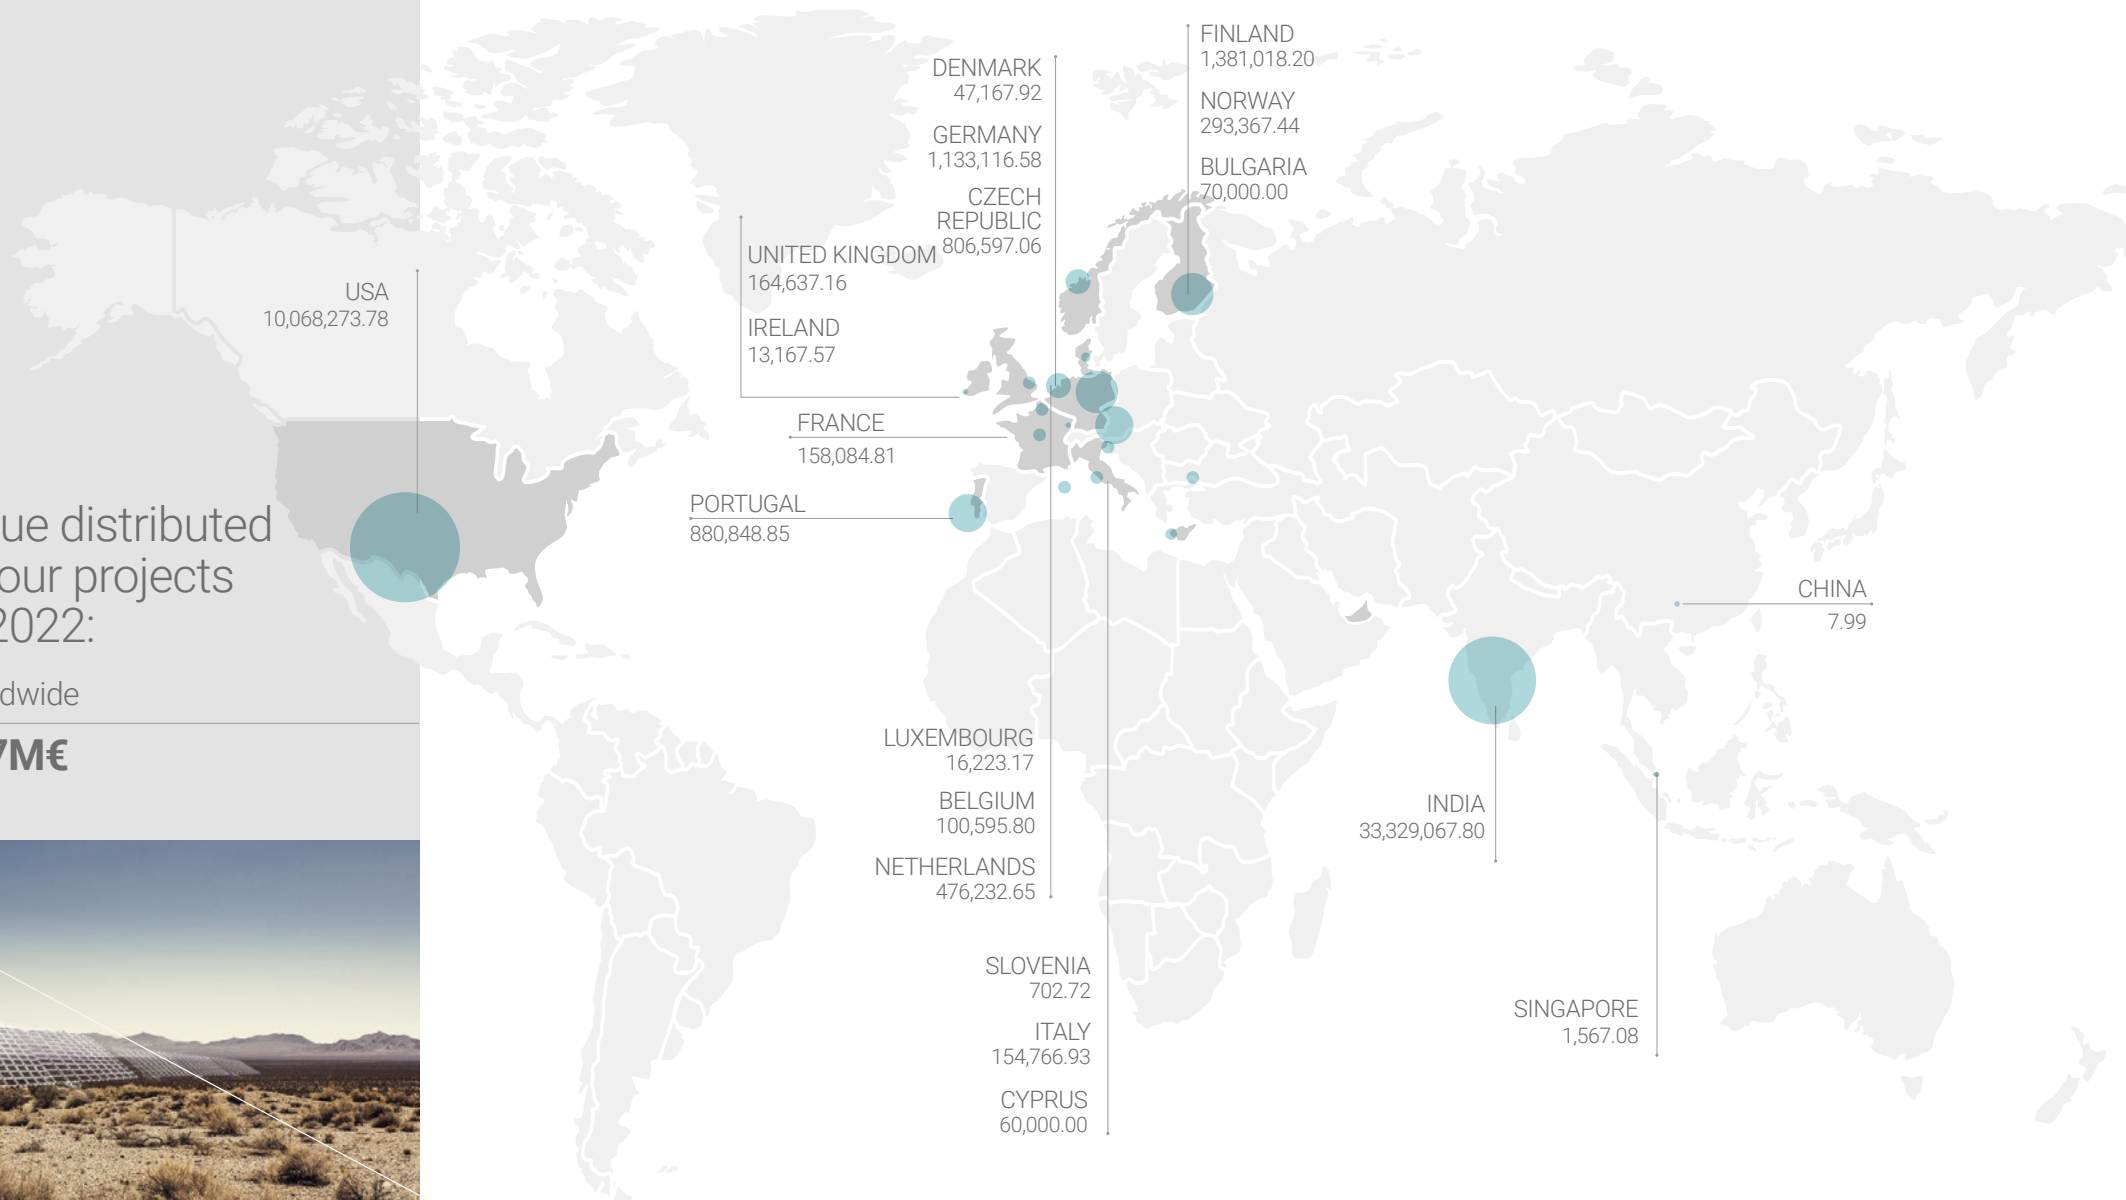 ue distributed
our projects
2022:
dwide
7M€
USA
10,068,273.78
UNITED KINGDOM
164,637.16
IRELAND
13,167.57
FRANCE
158,084.81
PORTUGAL
880,848.85
DENMARK
47,167.92
GERMANY
1,133,116.58
CZECH
REPUBLIC
806,597.06
FINLAND
1,381,018.20
NORWAY
293,367.44
BULGARIA
70,000.00
LUXEMBOURG
16,223.17
BELGIUM
100,595.80
NETHERLANDS
476,232.65
SLOVENIA
702.72
ITALY
154,766.93
CYPRUS
60,000.00
INDIA
33,329,067.80
CHINA
7.99
SINGAPORE
1,567.08